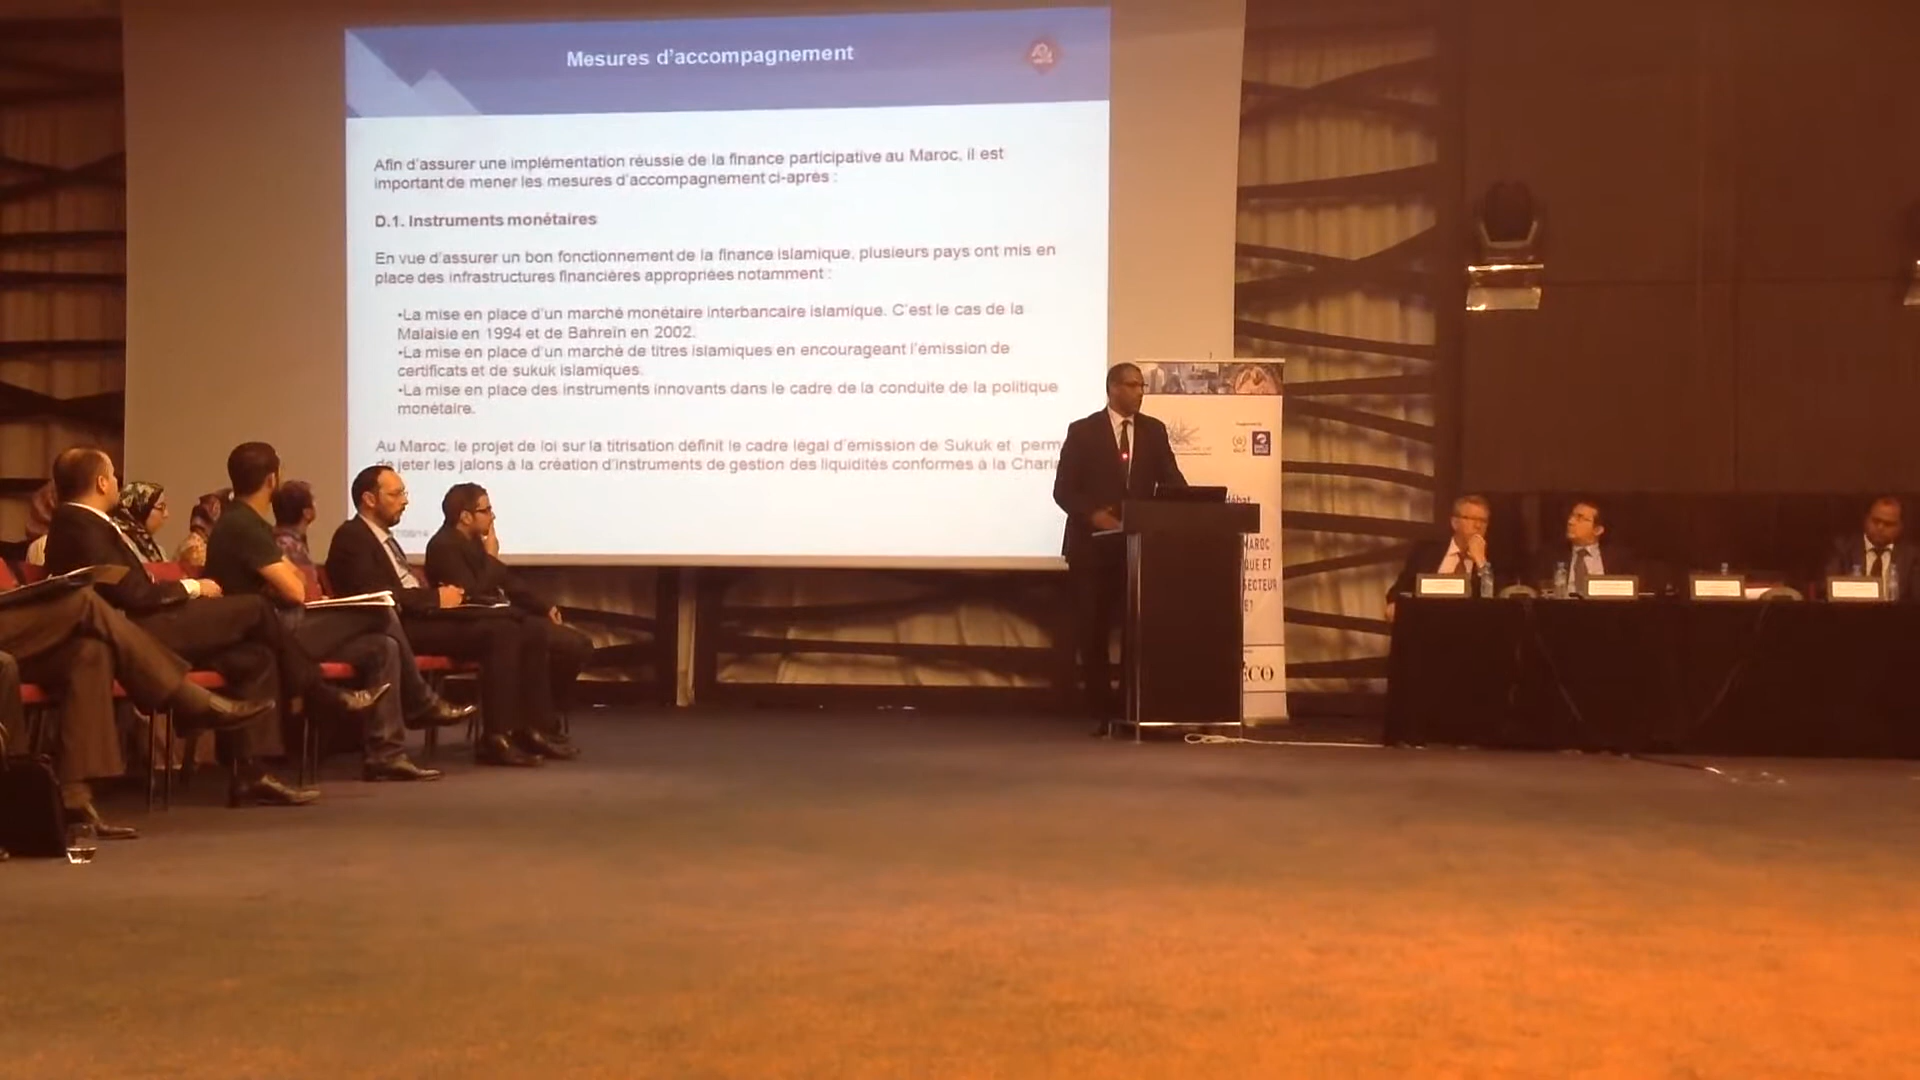 Mesures d'accompagnement
Afin d'assurer une implémentation réussie de la finance participative au Maroc, il est
important de mener les mesures d'accompagnement ci-après :
D.1. Instruments monétaires
En vue d'assurer un bon fonctionnement de la finance islamique, plusieurs pays ont mis en
place des infrastructures financières appropriées notamment :
•La mise en place d'un marché monétaire interbancaire islamique. C'est le cas de la
Malaisie en 1994 et de Bahreïn en 2002.
•La mise en place d'un marché de titres islamiques en encourageant l'émission de
certificats et de sukuk islamiques.
•La mise en place des instruments innovants dans le cadre de la conduite de la politique
monétaire.
Au Maroc, le projet de loi sur la titrisation définit le cadre légal d'émission de Sukuk et perm
de jeter les jalons à la création d'instruments de gestion des liquidités conformes à la Charia
débat
MAROC
QUE ET
SECTEUR
E?
ÉCO